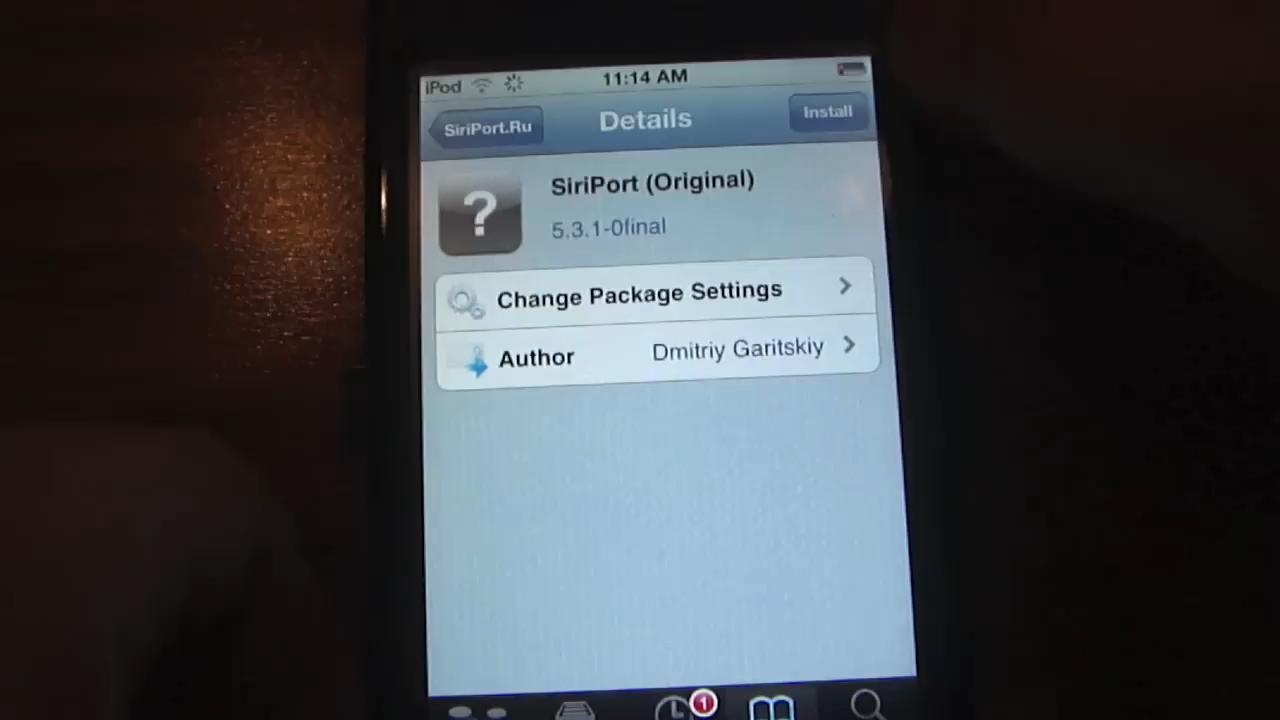 iPod 11:14 AM
SiriPort.Ru Details Install
?
SiriPort (Original)
5.3.1-0final
Change Package Settings
Author Dmitriy Garitskiy
1